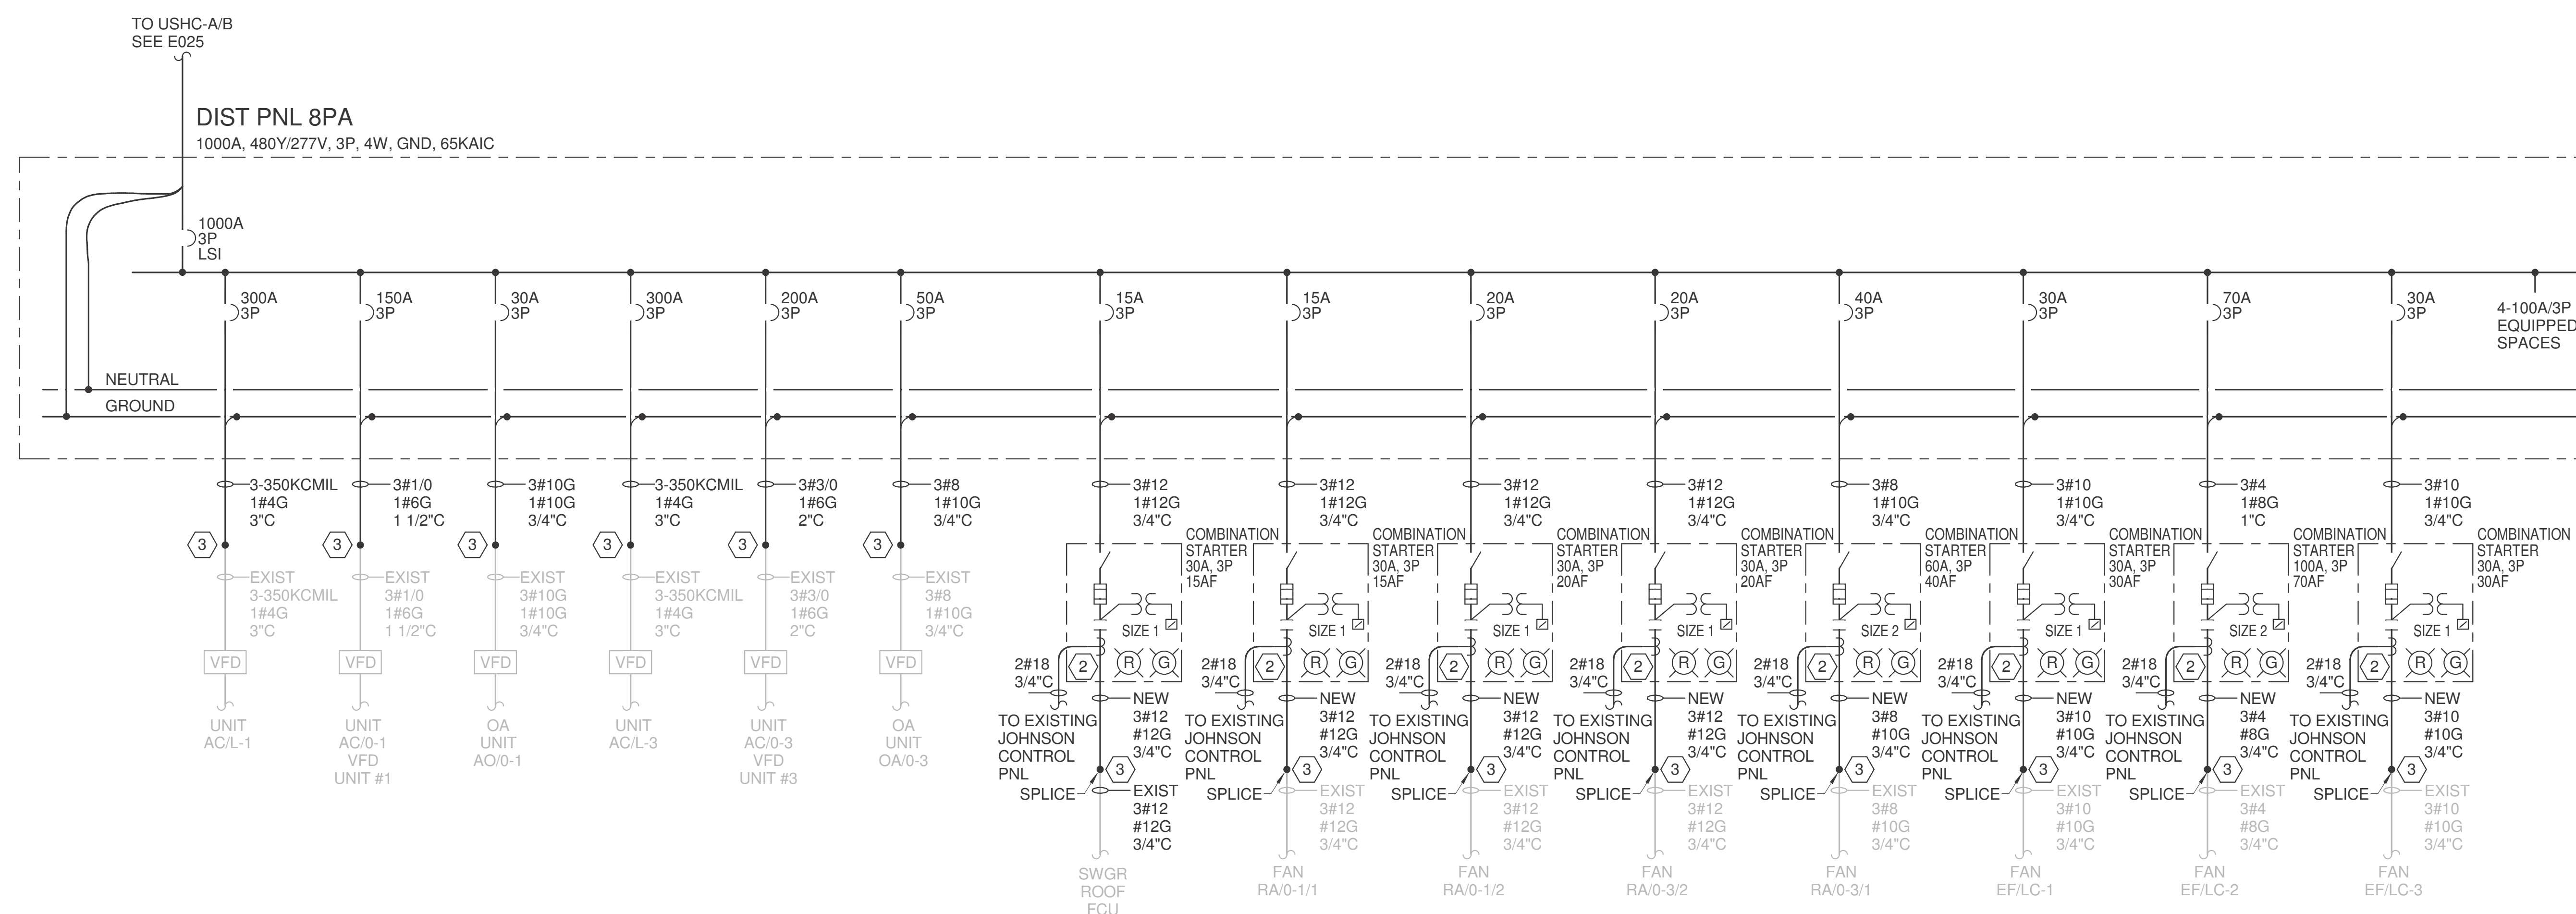 TO USHC-A/B
SEE E025
DIST PNL 8PA
1000A, 480Y/277V, 3P, 4W, GND, 65KAIC
1000A
3P
LSI
300A
3P
150A
3P
30A
3P
300A
3P
200A
3P
50A
3P
15A
3P
15A
3P
20A
3P
20A
3P
40A
3P
30A
3P
70A
3P
30A
3P
4-100A/3P
EQUIPPED
SPACES
NEUTRAL
GROUND
3-350KCMIL
1#4G
3"C
3
EXIST
3-350KCMIL
1#4G
3"C
VFD
UNIT
AC/L-1
3#1/0
1#6G
1 1/2"C
3
EXIST
3#1/0
1#6G
1 1/2"C
VFD
UNIT
AC/0-1
VFD
UNIT #1
3#10G
1#10G
3/4"C
3
EXIST
3#10G
1#10G
3/4"C
VFD
OA
UNIT
AO/0-1
3-350KCMIL
1#4G
3"C
3
EXIST
3-350KCMIL
1#4G
3"C
VFD
UNIT
AC/L-3
3#3/0
1#6G
2"C
3
EXIST
3#3/0
1#6G
2"C
VFD
UNIT
AC/0-3
VFD
UNIT #3
3#8
1#10G
3/4"C
3
EXIST
3#8
1#10G
3/4"C
VFD
OA
UNIT
OA/0-3
3#12
1#12G
3/4"C
COMBINATION
STARTER
30A, 3P
15AF
SIZE 1
2#18
3/4"C
2
R
G
TO EXISTING
JOHNSON
CONTROL
PNL
NEW
3#12
#12G
3/4"C
3
SPLICE
EXIST
3#12
#12G
3/4"C
SWGR
ROOF
FCU
3#12
1#12G
3/4"C
COMBINATION
STARTER
30A, 3P
15AF
SIZE 1
2#18
3/4"C
2
R
G
TO EXISTING
JOHNSON
CONTROL
PNL
NEW
3#12
#12G
3/4"C
3
SPLICE
EXIST
3#12
#12G
3/4"C
FAN
RA/0-1/1
3#12
1#12G
3/4"C
COMBINATION
STARTER
30A, 3P
20AF
SIZE 1
2#18
3/4"C
2
R
G
TO EXISTING
JOHNSON
CONTROL
PNL
NEW
3#12
#12G
3/4"C
3
SPLICE
EXIST
3#12
#12G
3/4"C
FAN
RA/0-1/2
3#12
1#12G
3/4"C
COMBINATION
STARTER
30A, 3P
20AF
SIZE 1
2#18
3/4"C
2
R
G
TO EXISTING
JOHNSON
CONTROL
PNL
NEW
3#12
#12G
3/4"C
3
SPLICE
EXIST
3#12
#12G
3/4"C
FAN
RA/0-3/2
3#8
1#10G
3/4"C
COMBINATION
STARTER
60A, 3P
40AF
SIZE 2
2#18
3/4"C
2
R
G
TO EXISTING
JOHNSON
CONTROL
PNL
NEW
3#8
#10G
3/4"C
3
SPLICE
EXIST
3#8
#10G
3/4"C
FAN
RA/0-3/1
3#10
1#10G
3/4"C
COMBINATION
STARTER
30A, 3P
30AF
SIZE 1
2#18
3/4"C
2
R
G
TO EXISTING
JOHNSON
CONTROL
PNL
NEW
3#10
#10G
3/4"C
3
SPLICE
EXIST
3#10
#10G
3/4"C
FAN
EF/LC-1
3#4
1#8G
1"C
COMBINATION
STARTER
100A, 3P
70AF
SIZE 2
2#18
3/4"C
2
R
G
TO EXISTING
JOHNSON
CONTROL
PNL
NEW
3#4
#8G
3/4"C
3
SPLICE
EXIST
3#4
#8G
3/4"C
FAN
EF/LC-2
3#10
1#10G
3/4"C
COMBINATION
STARTER
30A, 3P
30AF
SIZE 1
2#18
3/4"C
2
R
G
TO EXISTING
JOHNSON
CONTROL
PNL
NEW
3#10
#10G
3/4"C
3
SPLICE
EXIST
3#10
#10G
3/4"C
FAN
EF/LC-3